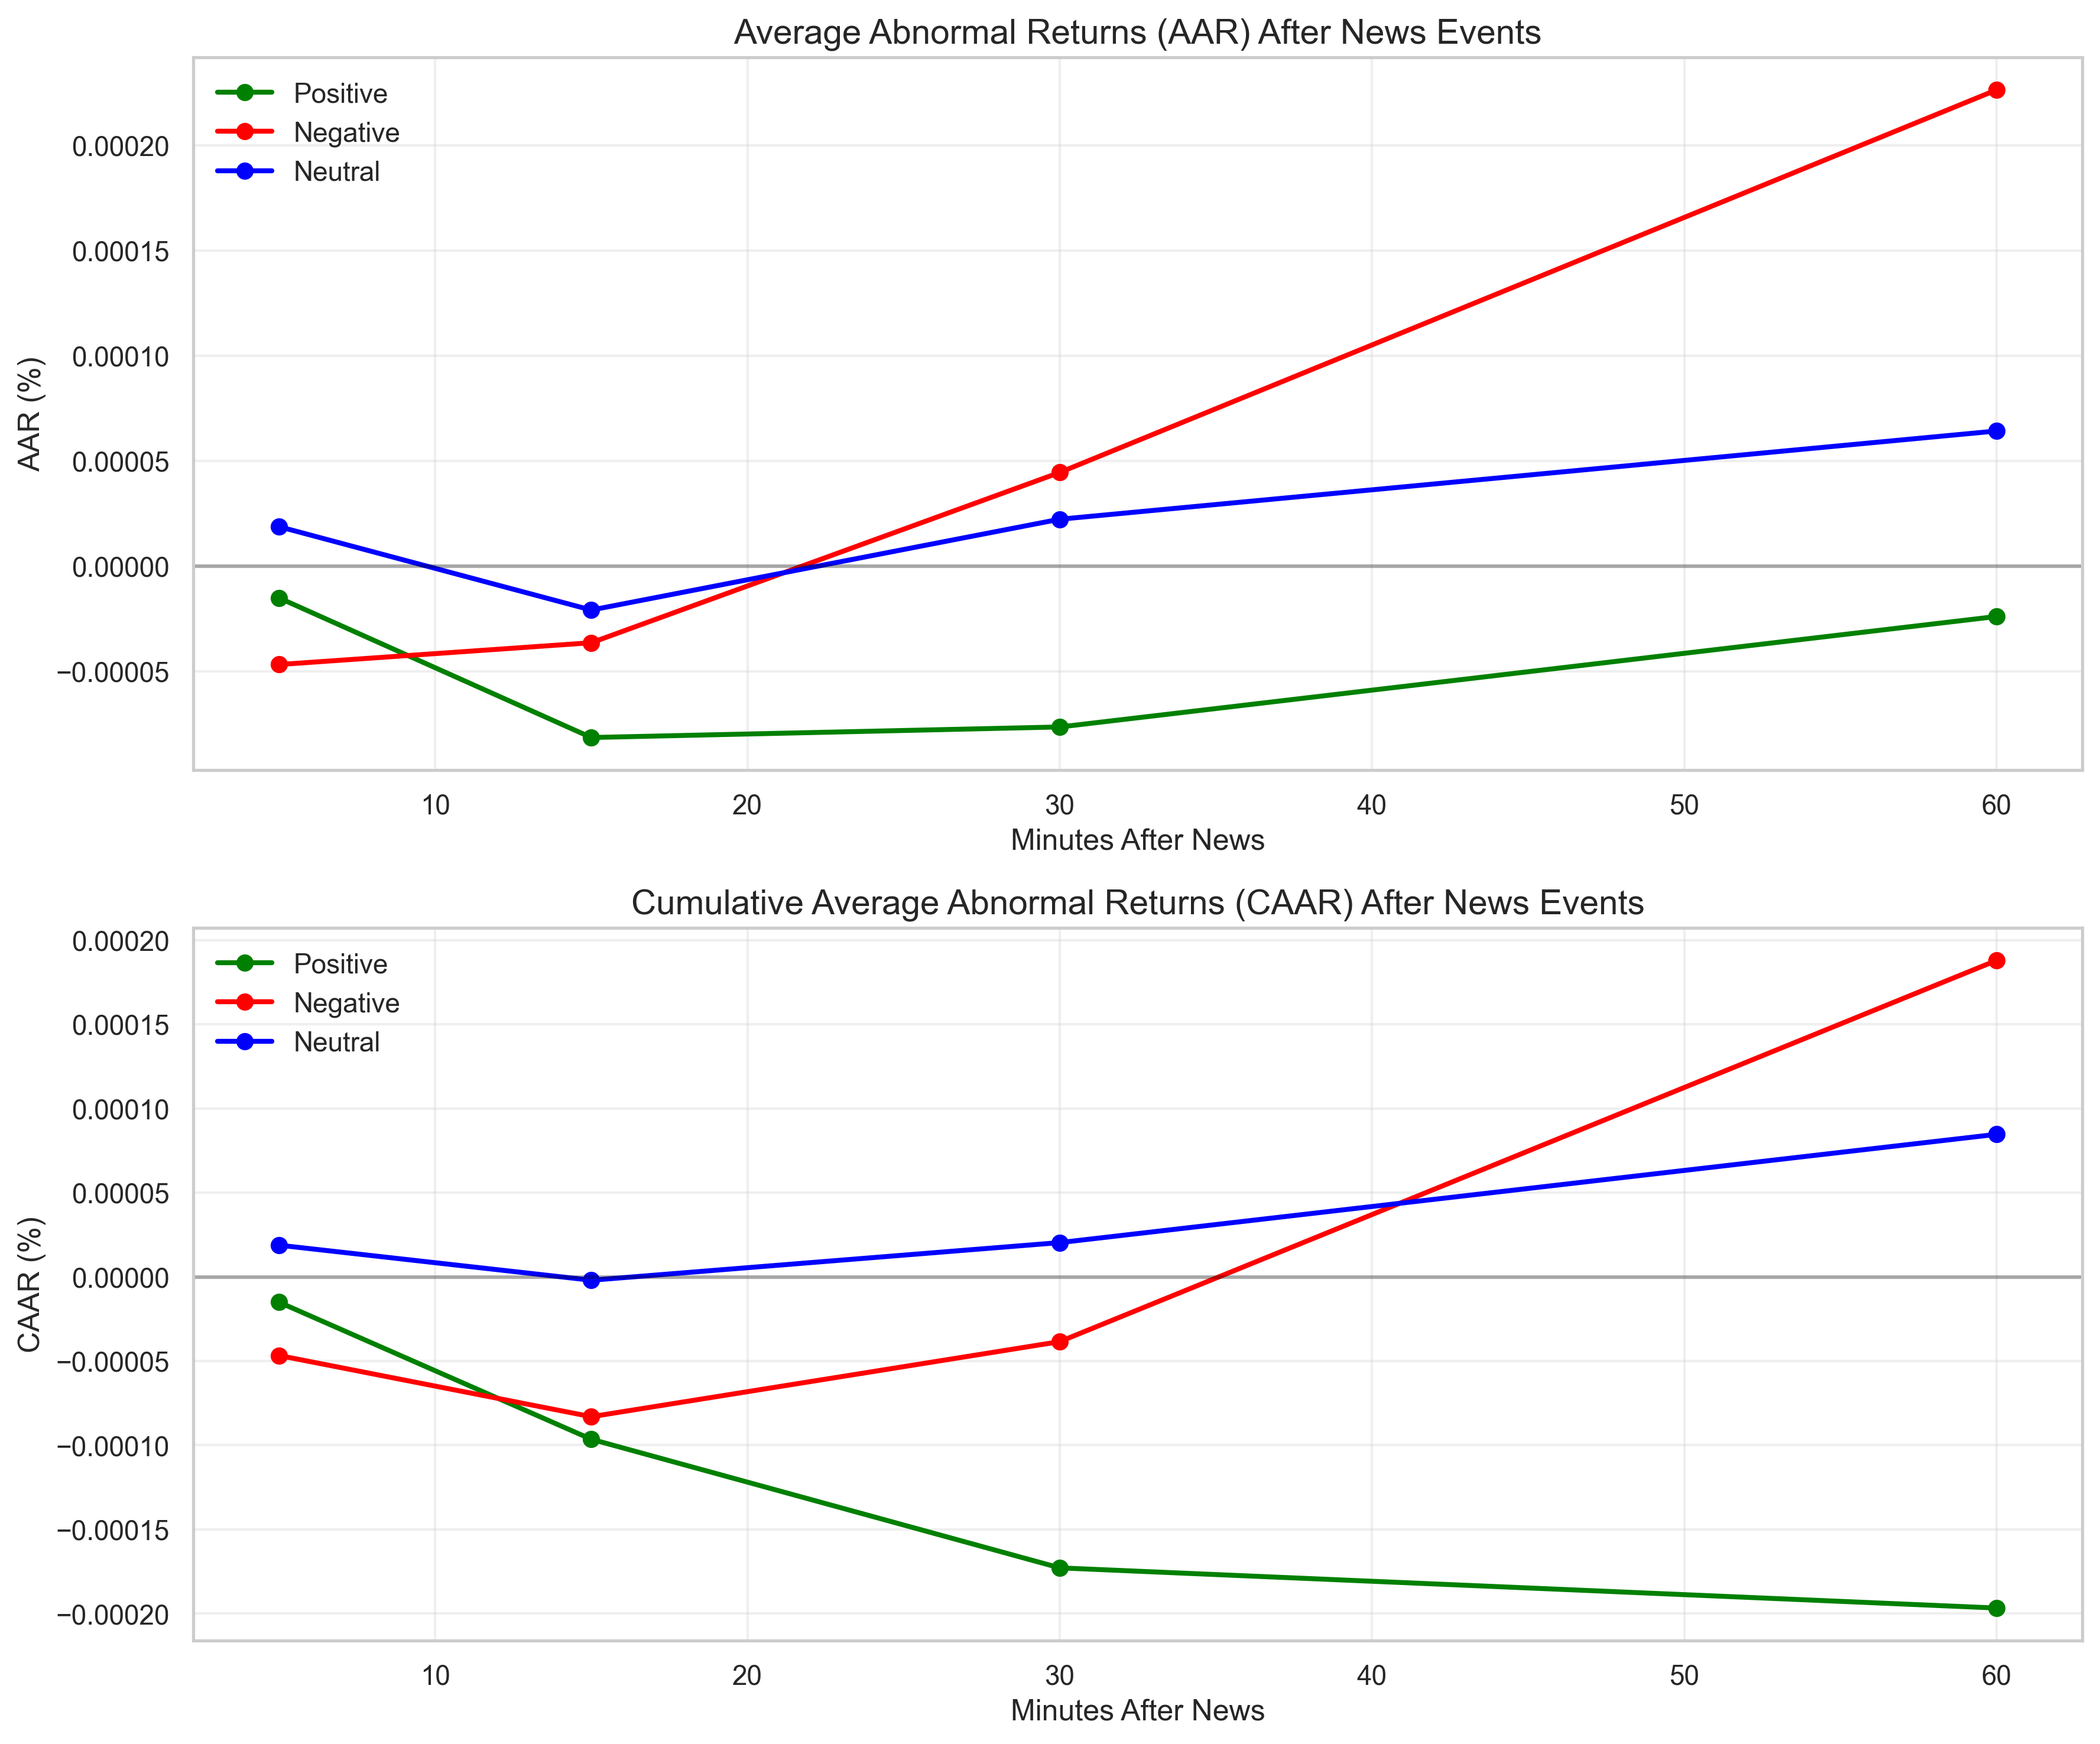 Average Abnormal Returns (AAR) After News Events
Positive
Negative
Neutral
0.00020
0.00015
0.00010
0.00005
0.00000
−0.00005
AAR (%)
10 20 30 40 50 60
Minutes After News
Cumulative Average Abnormal Returns (CAAR) After News Events
Positive
Negative
Neutral
0.00020
0.00015
0.00010
0.00005
0.00000
−0.00005
−0.00010
−0.00015
−0.00020
CAAR (%)
10 20 30 40 50 60
Minutes After News